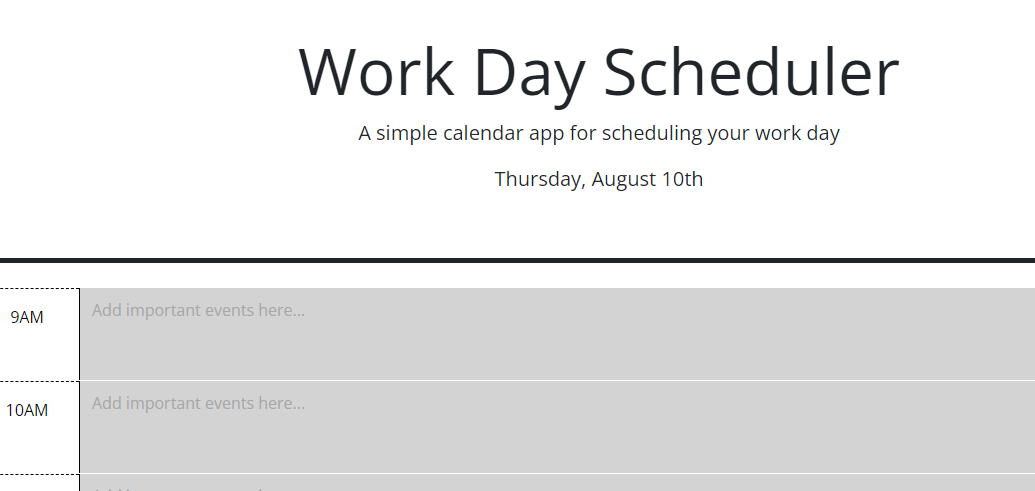 Work Day Scheduler
A simple calendar app for scheduling your work day
Thursday, August 10th
9AM
Add important events here...
10AM
Add important events here...